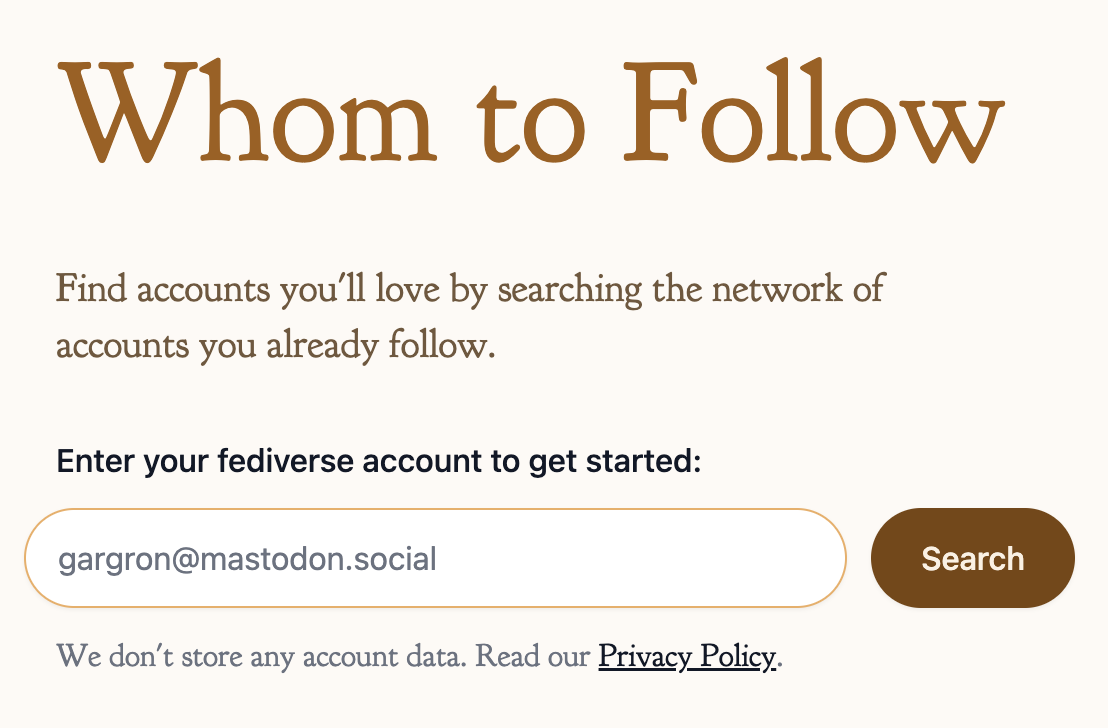 Whom to Follow
Find accounts you'll love by searching the network of
accounts you already follow.
Enter your fediverse account to get started:
gargron@mastodon.social
Search
We don't store any account data. Read our Privacy Policy.